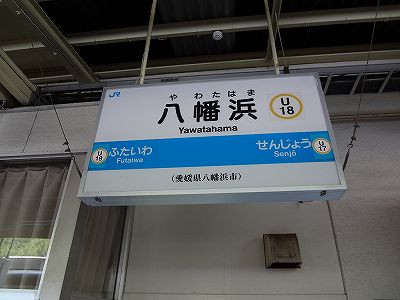 JR
やわたはま
八幡浜
U
18
Yawatahama
U
19
ふたいわ
Futaiwa
せんじょう
Senjō
U
17
(愛媛県八幡浜市)